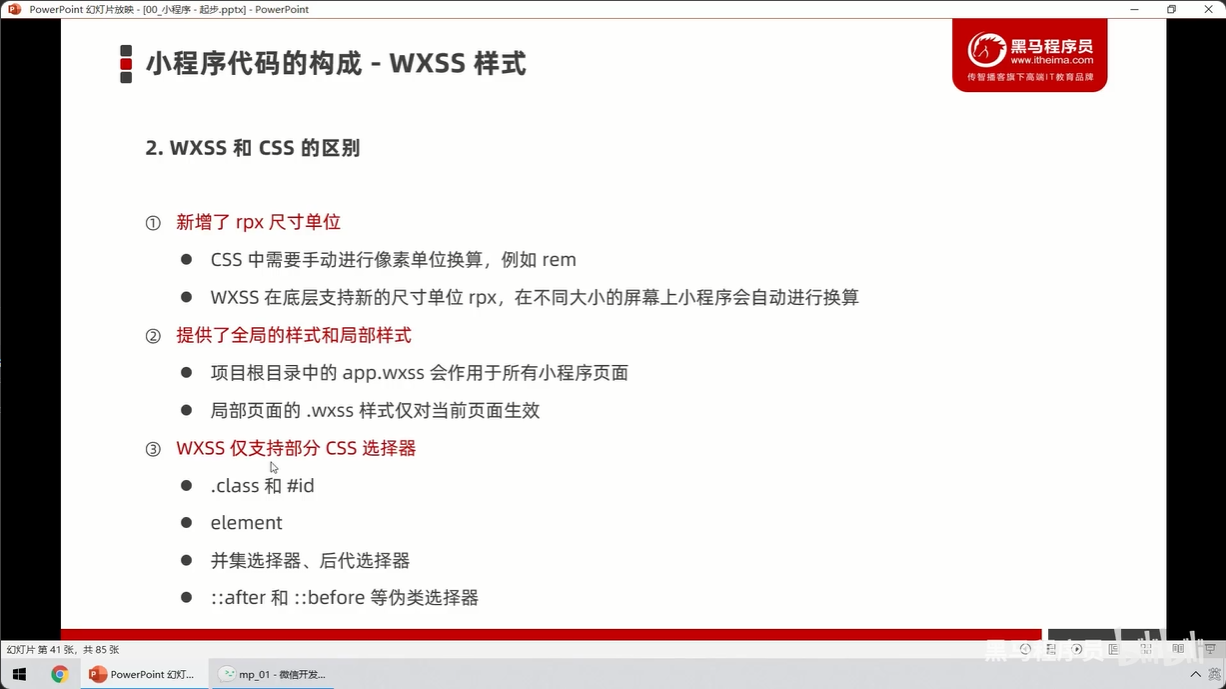 PowerPoint 幻灯片放映 - [00_小程序 - 起步.pptx] - PowerPoint
小程序代码的构成 - WXSS 样式
黑马程序员
www.itheima.com
传智播客旗下高端IT教育品牌
2. WXSS 和 CSS 的区别
① 新增了 rpx 尺寸单位
● CSS 中需要手动进行像素单位换算，例如 rem
● WXSS 在底层支持新的尺寸单位 rpx，在不同大小的屏幕上小程序会自动进行换算
② 提供了全局的样式和局部样式
● 项目根目录中的 app.wxss 会作用于所有小程序页面
● 局部页面的 .wxss 样式仅对当前页面生效
③ WXSS 仅支持部分 CSS 选择器
● .class 和 #id
● element
● 并集选择器、后代选择器
● ::after 和 ::before 等伪类选择器
幻灯片 第 41 张，共 85 张
黑马程序员 bilibili
PowerPoint 幻灯...
mp_01 - 微信开发...
英